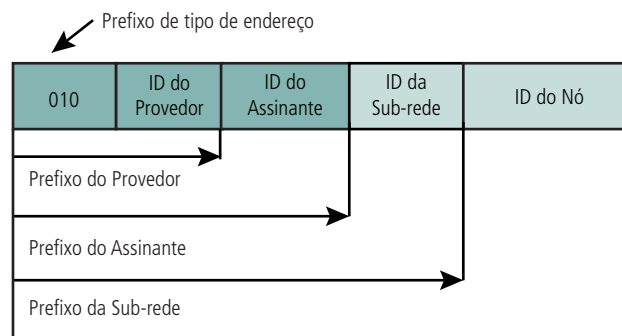 Prefixo de tipo de endereço
010
ID do
Provedor
ID do
Assinante
ID da
Sub-rede
ID do Nó
Prefixo do Provedor
Prefixo do Assinante
Prefixo da Sub-rede